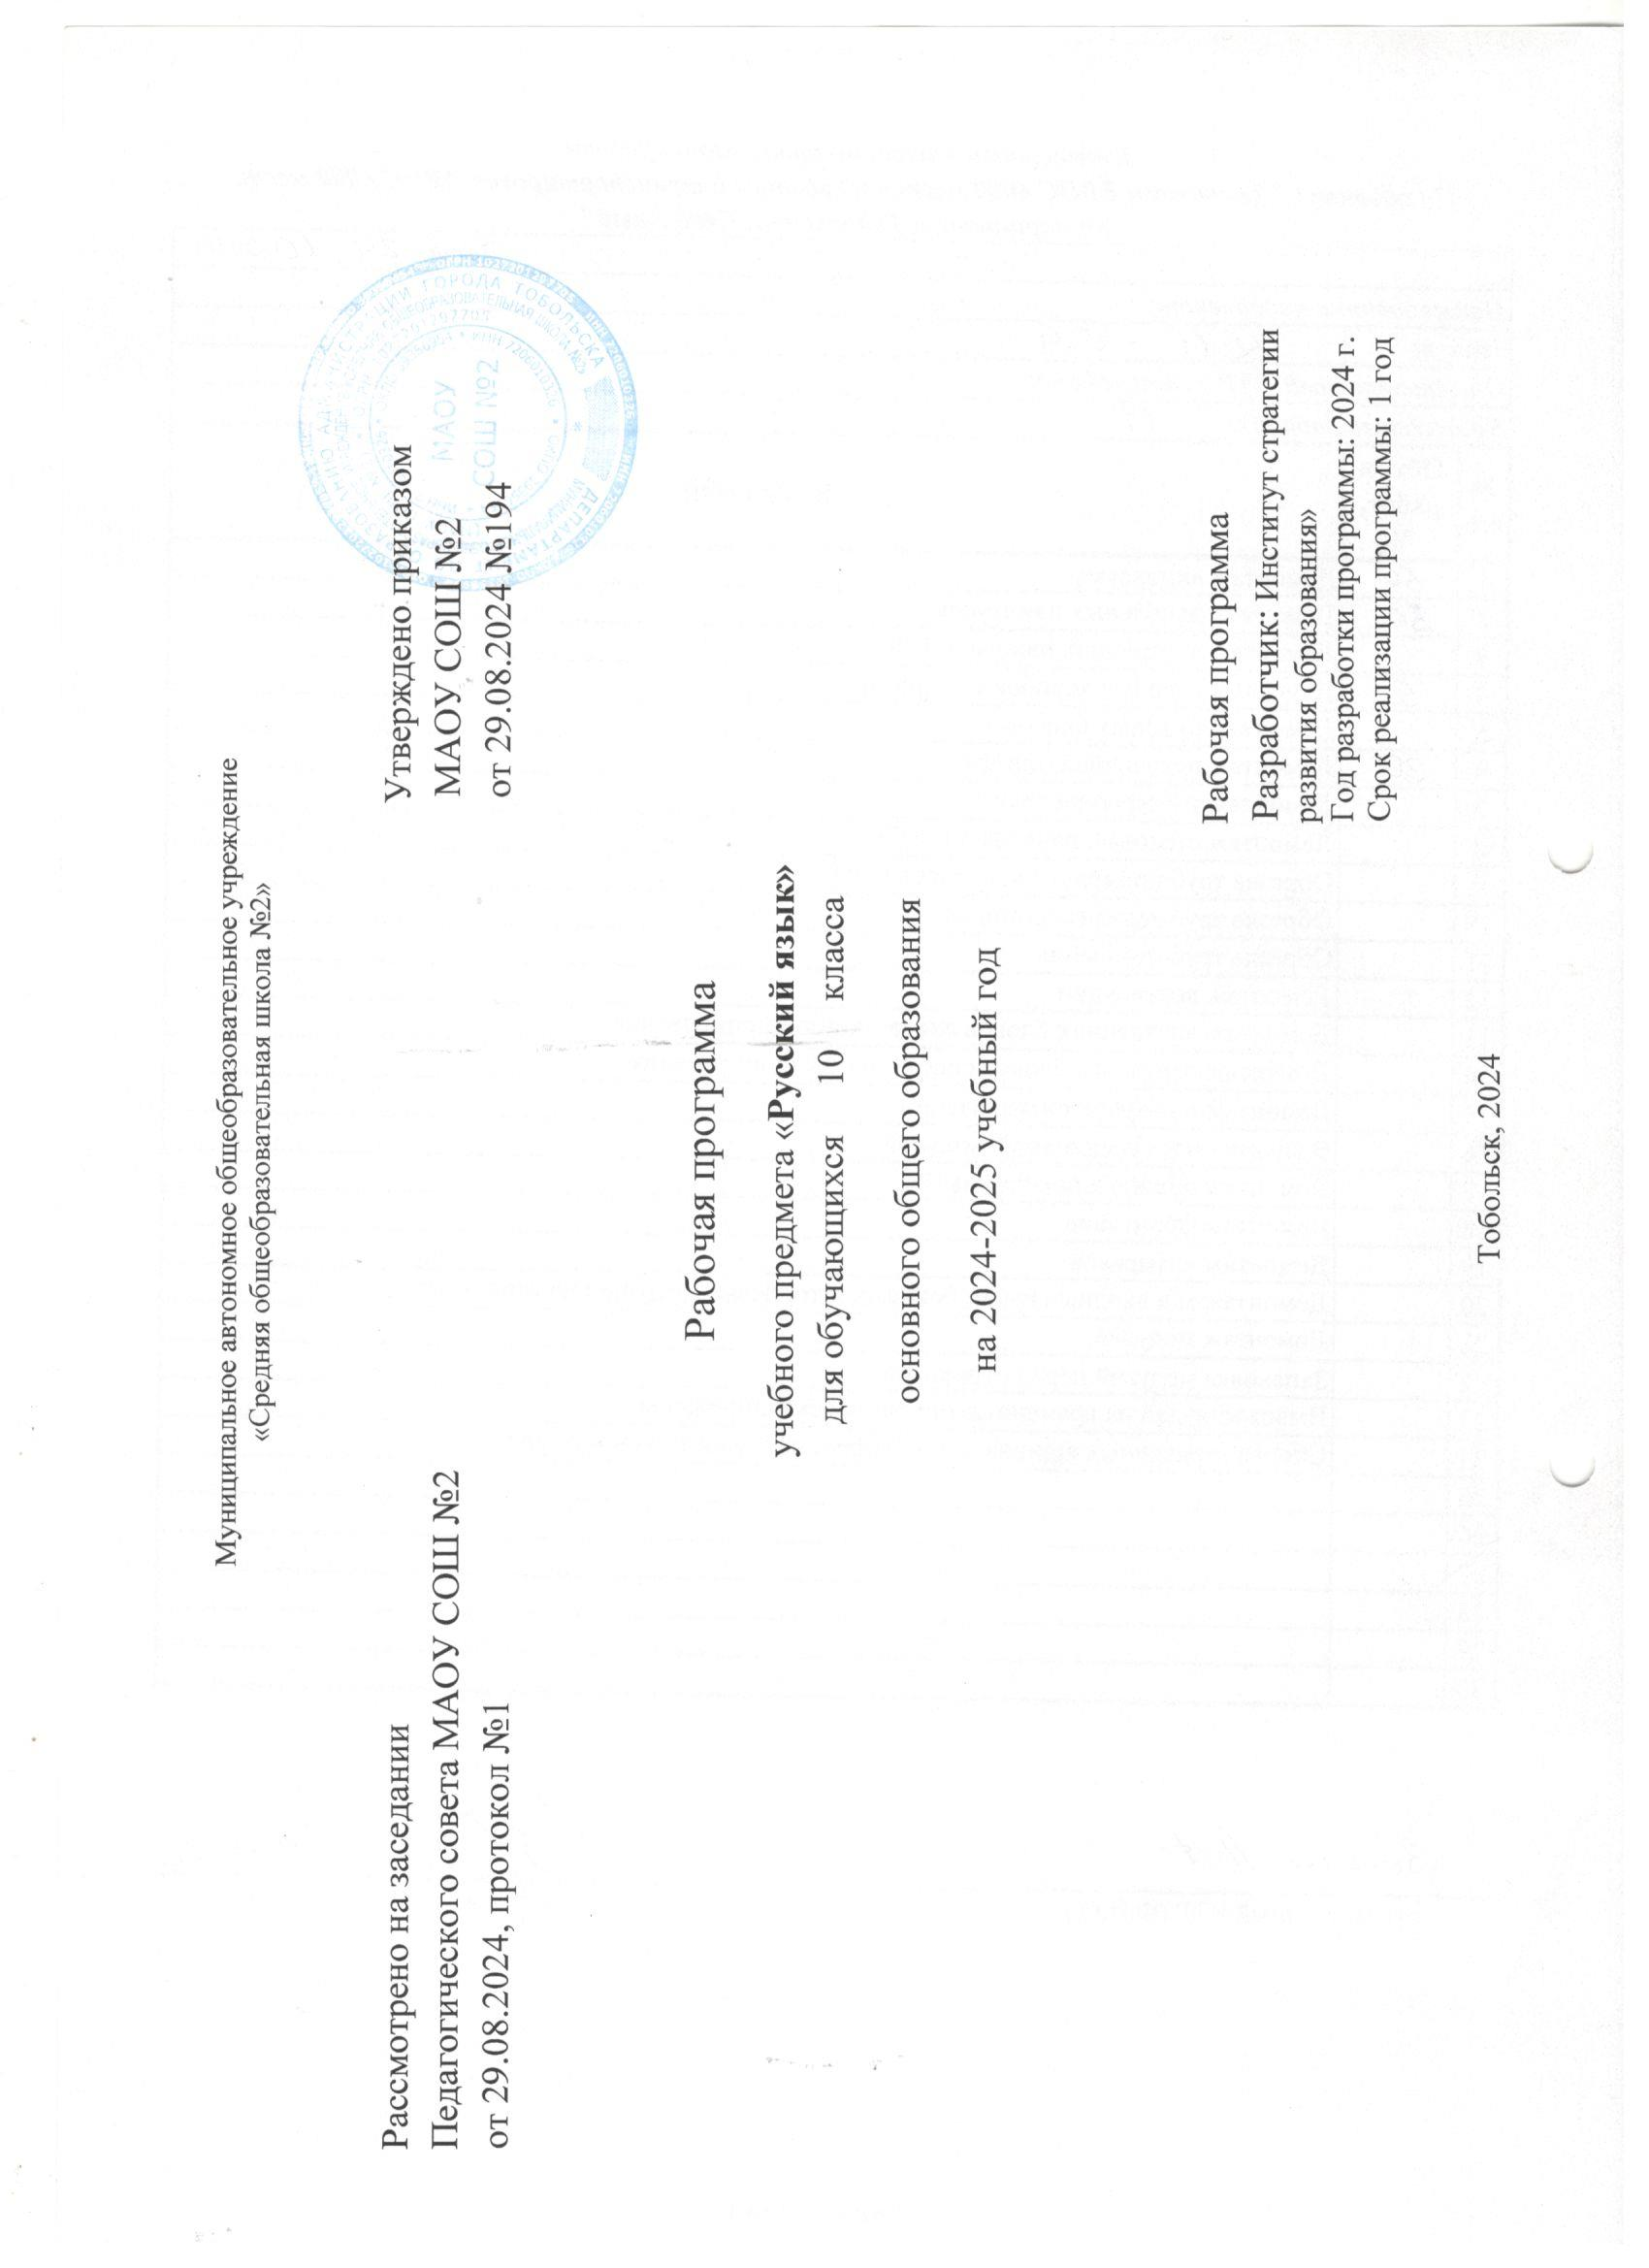 Муниципальное автономное общеобразовательное учреждение
«Средняя общеобразовательная школа №2»
Рассмотрено на заседании
Педагогического совета МАОУ СОШ №2
от 29.08.2024, протокол №1
Утверждено приказом
МАОУ СОШ №2
от 29.08.2024 №194
МАОУ
СОШ №2
Рабочая программа
учебного предмета «Русский язык»
для обучающихся 10 класса
основного общего образования
на 2024-2025 учебный год
Рабочая программа
Разработчик: Институт стратегии
развития образования»
Год разработки программы: 2024 г.
Срок реализации программы: 1 год
Тобольск, 2024